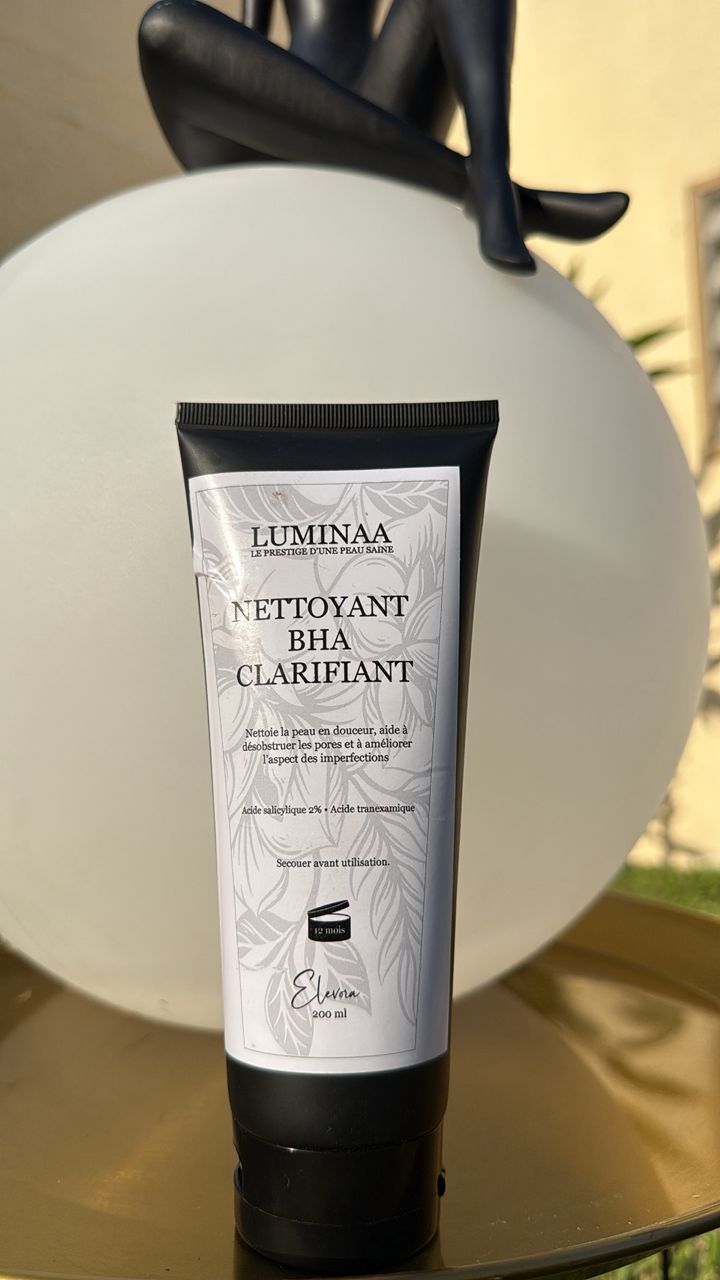 LUMINAA
LE PRESTIGE D'UNE PEAU SAINE
NETTOYANT
BHA
CLARIFIANT
Nettoie la peau en douceur, aide à
désobstruer les pores et à améliorer
l'aspect des imperfections
Acide salicylique 2% • Acide tranexamique
Secouer avant utilisation.
12 mois
Elevora
200 ml